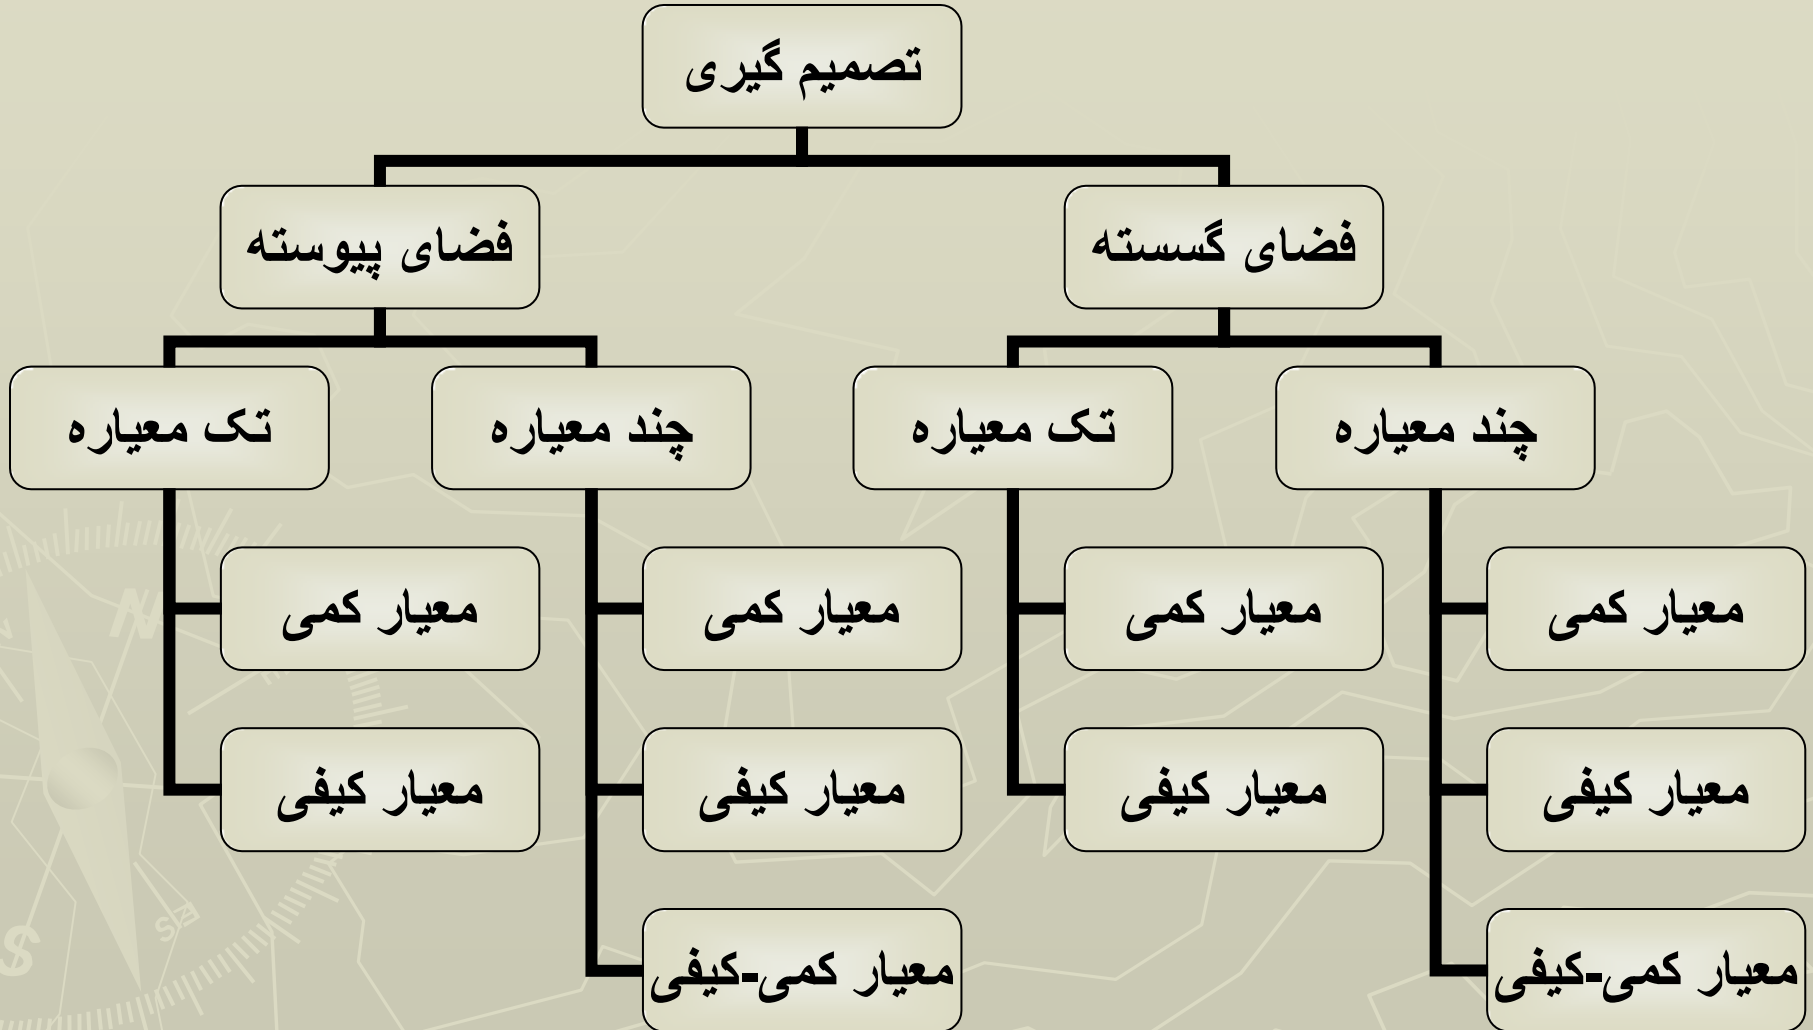 تصمیم گیری
فضای گسسته
فضای پیوسته
چند معیاره
تک معیاره
چند معیاره
تک معیاره
معیار کمی
معیار کمی
معیار کمی
معیار کمی
معیار کیفی
معیار کیفی
معیار کیفی
معیار کیفی
معیار کمی-کیفی
معیار کمی-کیفی
N
S
SE